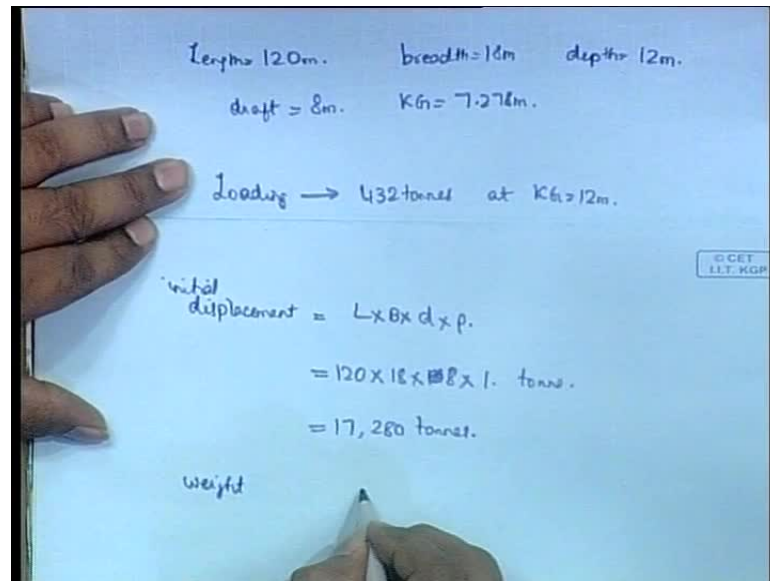 Length = 120m. breadth = 18m depth = 12m.
draft = 8m. KG = 7.278m.
Loading → 432 tonnes at KG = 12m.
© CET
I.I.T. KGP
initial
displacement = L×B×d×ρ.
= 120×18×8×1. tonne.
= 17,280 tonnes.
weight